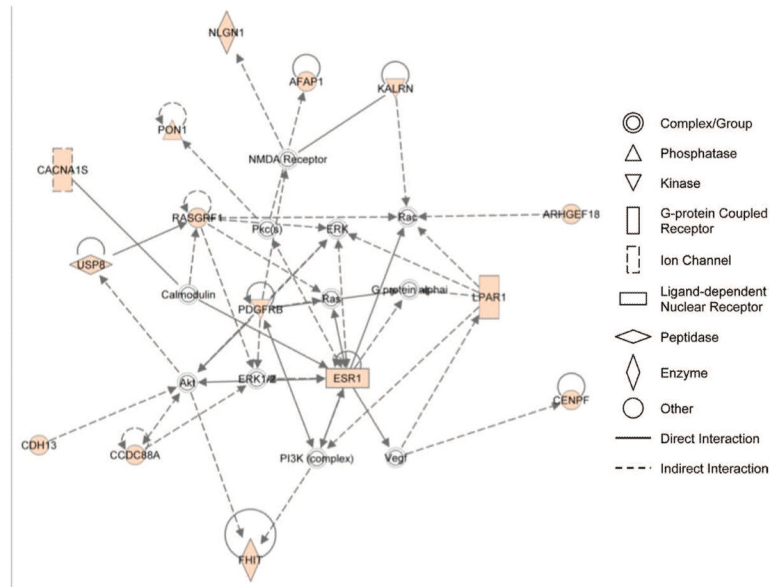 NLGN1
AFAP1
KALRN
PON1
NMDA Receptor
CACNA1S
RASGRF1
Pkc(s)
ERK
Rac
ARHGEF18
USP8
Calmodulin
PDGFRB
Ras
G protein alphai
LPAR1
Akt
ERK1/2
ESR1
CENPF
CDH13
CCDC88A
PI3K (complex)
Vegf
FHIT
Complex/Group
Phosphatase
Kinase
G-protein Coupled
Receptor
Ion Channel
Ligand-dependent
Nuclear Receptor
Peptidase
Enzyme
Other
Direct Interaction
Indirect Interaction